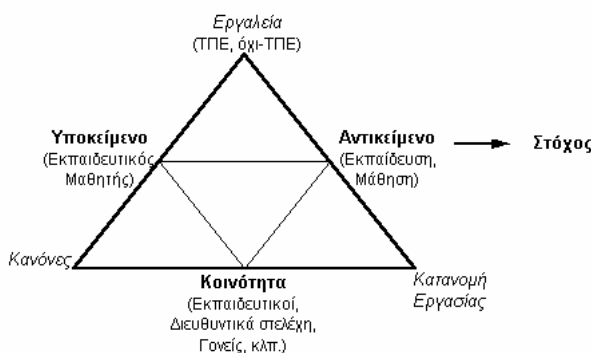 Εργαλεία
(ΤΠΕ, όχι-ΤΠΕ)
Υποκείμενο
(Εκπαιδευτικός,
Μαθητής)
Αντικείμενο
(Εκπαίδευση,
Μάθηση)
Στόχος
Κανόνες
Κοινότητα
(Εκπαιδευτικοί,
Διευθυντικά στελέχη,
Γονείς, κλπ.)
Κατανομή
Εργασίας